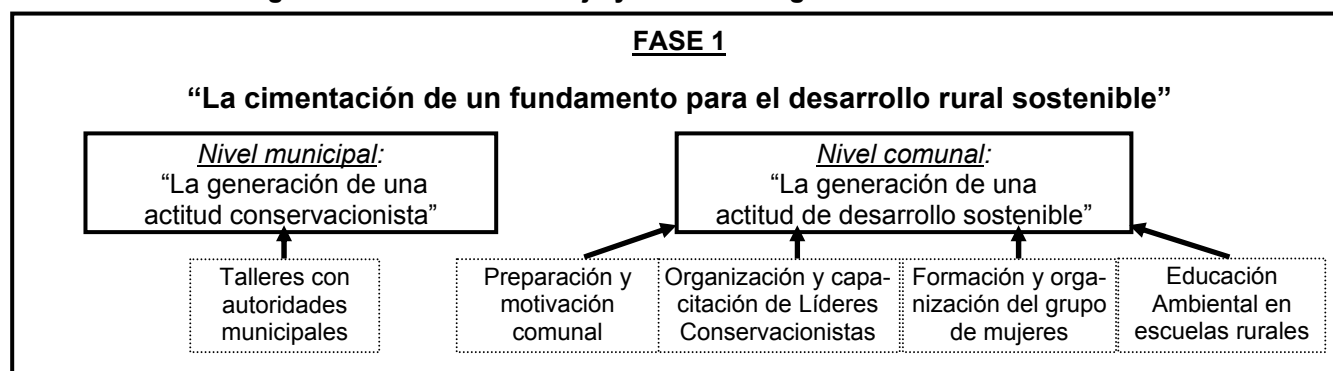 FASE 1
“La cimentación de un fundamento para el desarrollo rural sostenible”
Nivel municipal:
“La generación de una
actitud conservacionista”
Nivel comunal:
“La generación de una
actitud de desarrollo sostenible”
Talleres con
autoridades
municipales
Preparación y
motivación
comunal
Organización y capa-
citación de Líderes
Conservacionistas
Formación y orga-
nización del grupo
de mujeres
Educación
Ambiental en
escuelas rurales